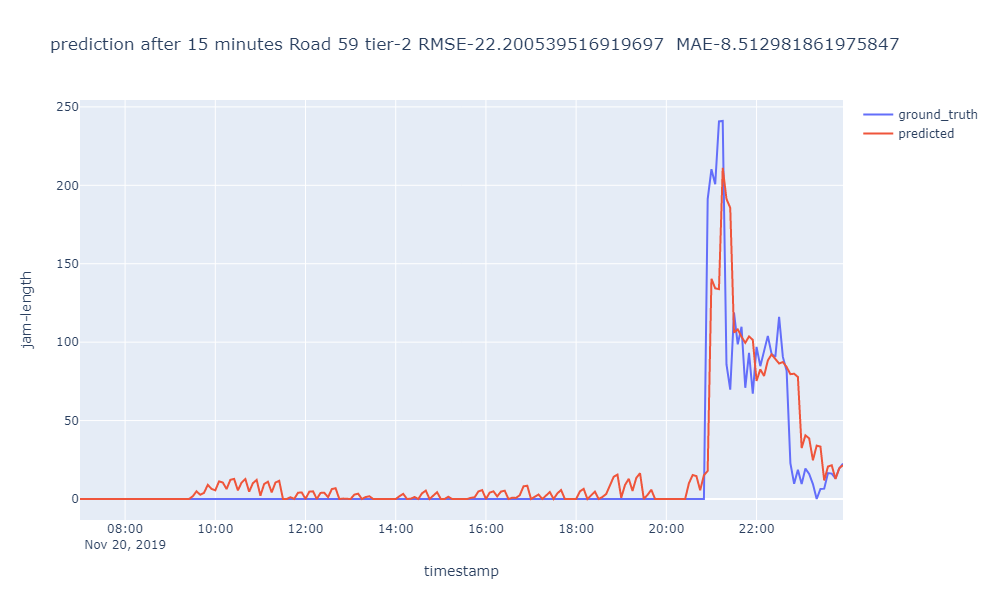 prediction after 15 minutes Road 59 tier-2 RMSE-22.200539516919697  MAE-8.512981861975847
250
200
150
100
50
0
jam-length
08:00
10:00
12:00
14:00
16:00
18:00
20:00
22:00
Nov 20, 2019
timestamp
ground_truth
predicted